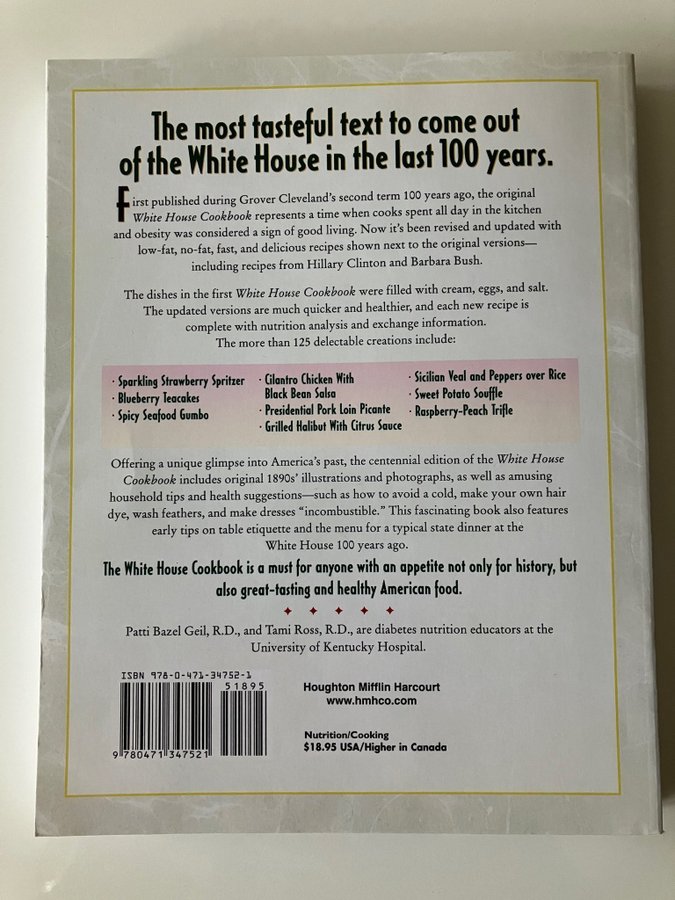 The most tasteful text to come out
of the White House in the last 100 years.
First published during Grover Cleveland's second term 100 years ago, the original
White House Cookbook represents a time when cooks spent all day in the kitchen
and obesity was considered a sign of good living. Now it's been revised and updated with
low-fat, no-fat, fast, and delicious recipes shown next to the original versions—
including recipes from Hillary Clinton and Barbara Bush.
The dishes in the first White House Cookbook were filled with cream, eggs, and salt.
The updated versions are much quicker and healthier, and each new recipe is
complete with nutrition analysis and exchange information.
The more than 125 delectable creations include:
· Sparkling Strawberry Spritzer
· Blueberry Teacakes
· Spicy Seafood Gumbo
· Cilantro Chicken With
Black Bean Salsa
· Presidential Pork Loin Picante
· Grilled Halibut With Citrus Sauce
· Sicilian Veal and Peppers over Rice
· Sweet Potato Souffle
· Raspberry-Peach Trifle
Offering a unique glimpse into America's past, the centennial edition of the White House
Cookbook includes original 1890s' illustrations and photographs, as well as amusing
household tips and health suggestions—such as how to avoid a cold, make your own hair
dye, wash feathers, and make dresses "incombustible." This fascinating book also features
early tips on table etiquette and the menu for a typical state dinner at the
White House 100 years ago.
The White House Cookbook is a must for anyone with an appetite not only for history, but
also great-tasting and healthy American food.
Patti Bazel Geil, R.D., and Tami Ross, R.D., are diabetes nutrition educators at the
University of Kentucky Hospital.
ISBN 978-0-471-34752-1
51895
9 780471 347521
Houghton Mifflin Harcourt
www.hmhco.com
Nutrition/Cooking
$18.95 USA/Higher in Canada